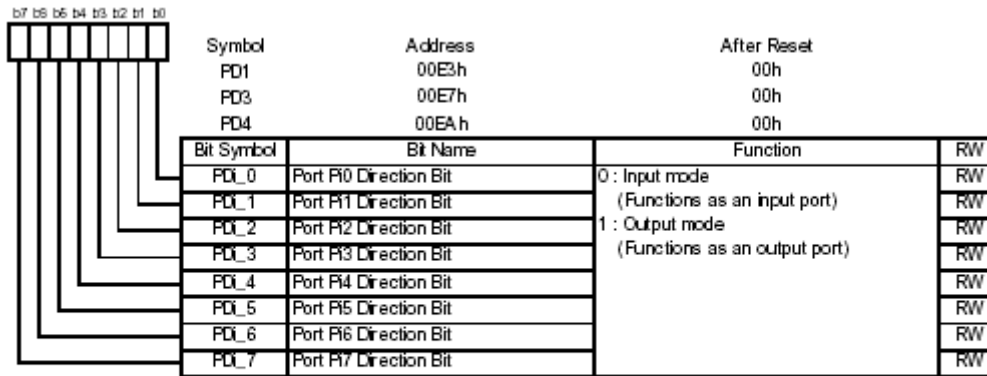 b7 b6 b5 b4 b3 b2 b1 b0
Symbol Address After Reset
PD1 00E3h 00h
PD3 00E7h 00h
PD4 00EAh 00h
Bit Symbol Bit Name Function RW
PDi_0 Port Pi0 Direction Bit 0 : Input mode RW
PDi_1 Port Pi1 Direction Bit (Functions as an input port) RW
PDi_2 Port Pi2 Direction Bit 1 : Output mode RW
PDi_3 Port Pi3 Direction Bit (Functions as an output port) RW
PDi_4 Port Pi4 Direction Bit RW
PDi_5 Port Pi5 Direction Bit RW
PDi_6 Port Pi6 Direction Bit RW
PDi_7 Port Pi7 Direction Bit RW